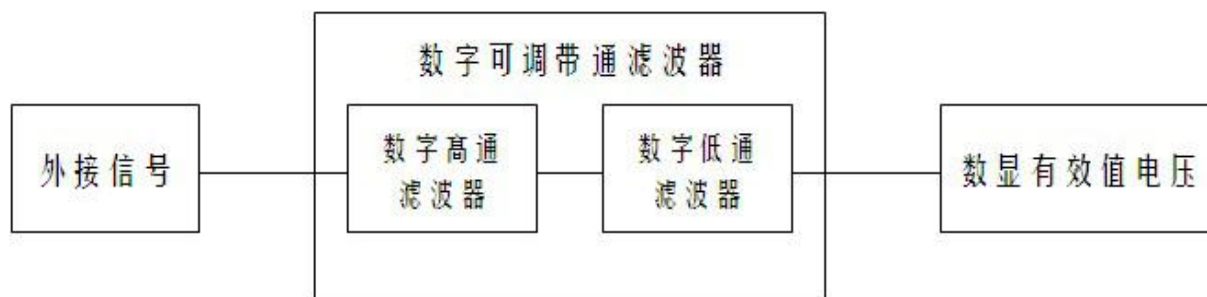 数字可调带通滤波器
外接信号
数字高通
滤波器
数字低通
滤波器
数显有效值电压